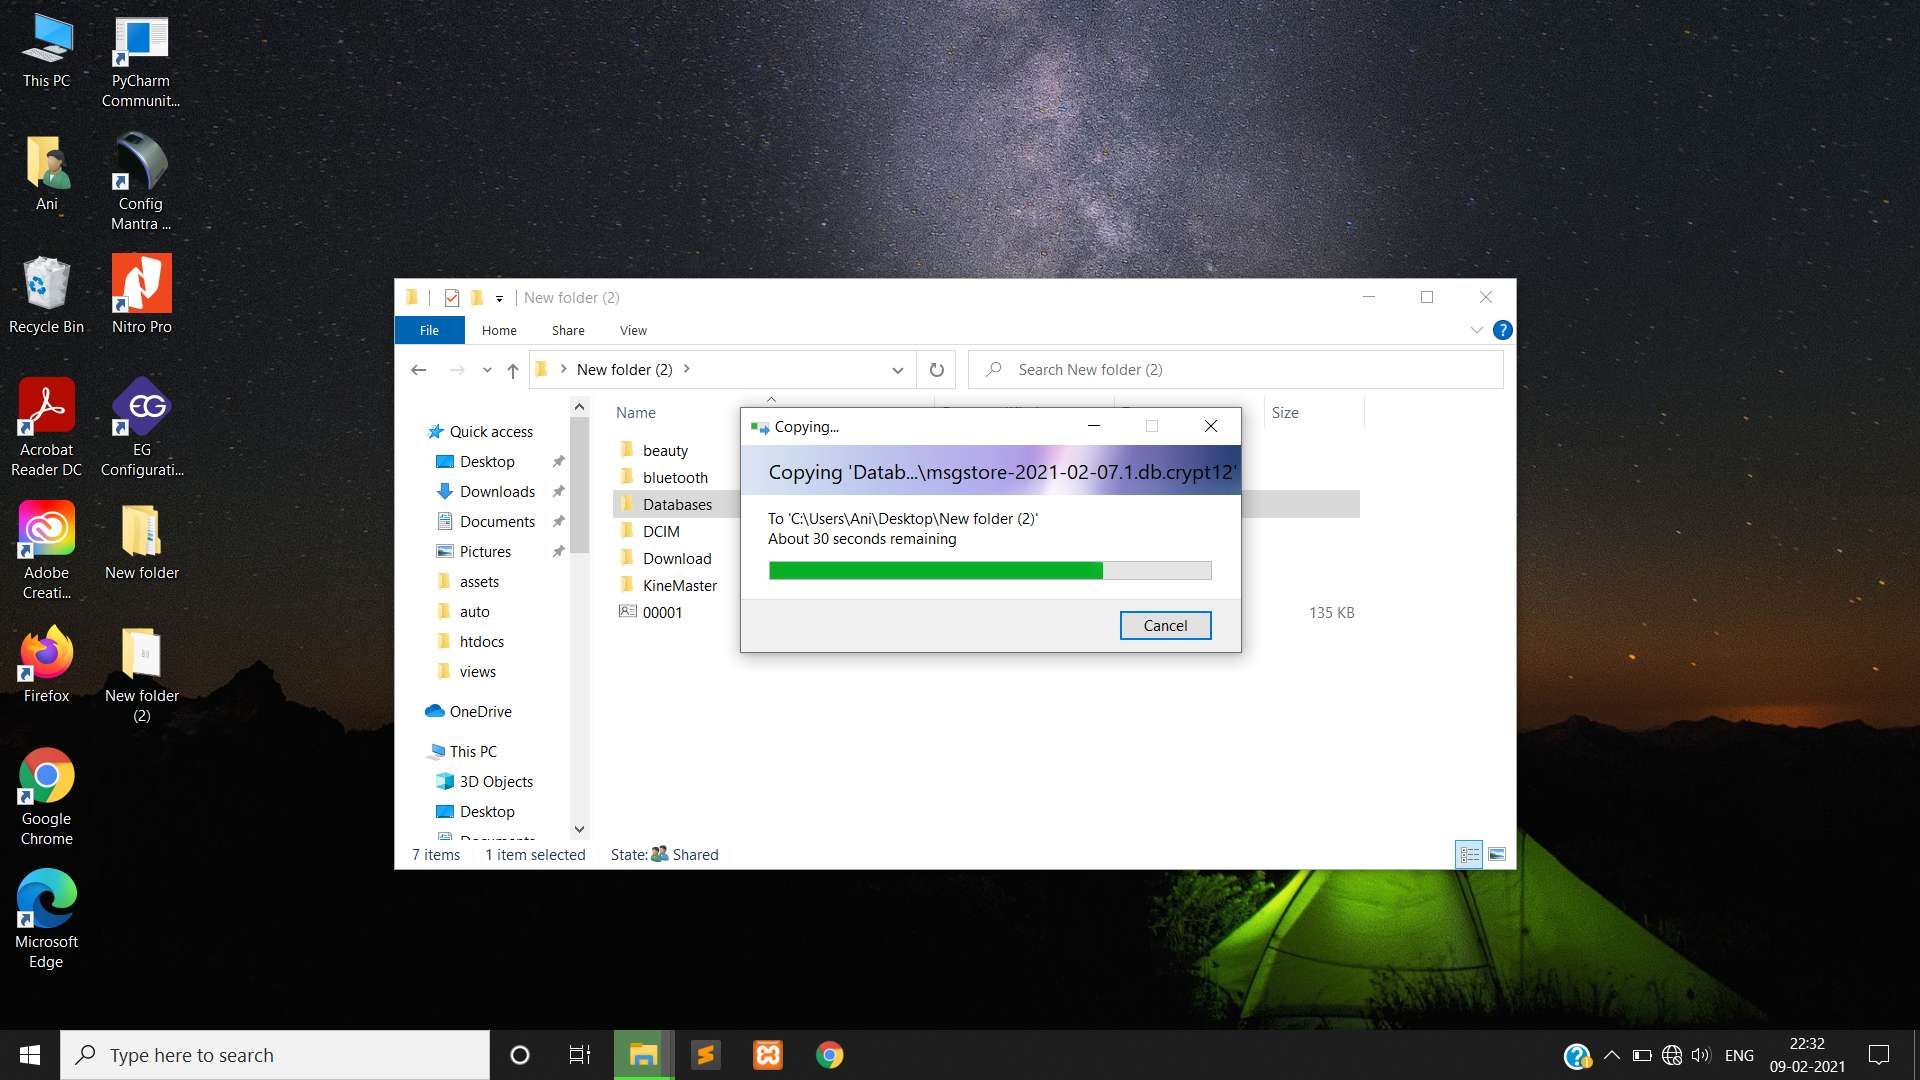 This PC
PyCharm
Communit...
Ani
Config
Mantra ...
Recycle Bin
Nitro Pro
Acrobat
Reader DC
EG
EG
Configurati...
Adobe
Creati...
New folder
Firefox
New folder
(2)
Google
Chrome
Microsoft
Edge
New folder (2)
File
Home
Share
View
?
New folder (2)
Search New folder (2)
Name
Size
Quick access
Desktop
Downloads
Documents
Pictures
assets
auto
htdocs
views
OneDrive
This PC
3D Objects
Desktop
beauty
bluetooth
Databases
DCIM
Download
KineMaster
00001
135 KB
Copying...
Copying 'Datab...\msgstore-2021-02-07.1.db.crypt12'
To 'C:\Users\Ani\Desktop\New folder (2)'
About 30 seconds remaining
Cancel
7 items
1 item selected
State: Shared
Type here to search
ENG
22:32
09-02-2021